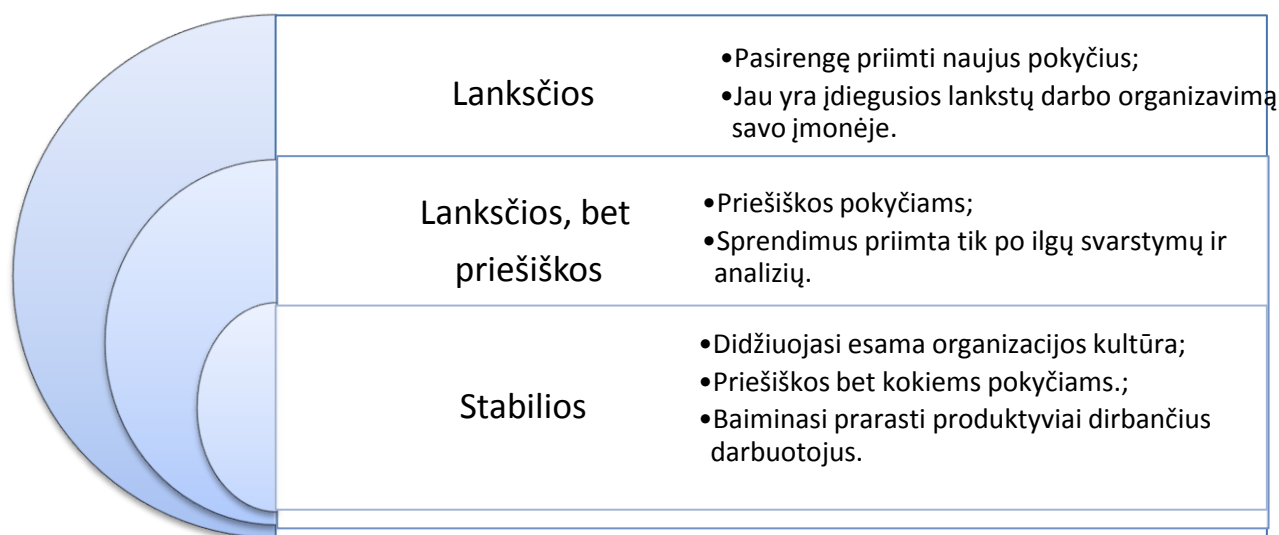 Lanksčios
•Pasirengę priimti naujus pokyčius;
•Jau yra įdiegusios lankstų darbo organizavimą
savo įmonėje.
Lanksčios, bet
priešiškos
•Priešiškos pokyčiams;
•Sprendimus priimta tik po ilgų svarstymų ir
analizių.
Stabilios
•Didžiuojasi esama organizacijos kultūra;
•Priešiškos bet kokiems pokyčiams.;
•Baiminasi prarasti produktyviai dirbančius
darbuotojus.